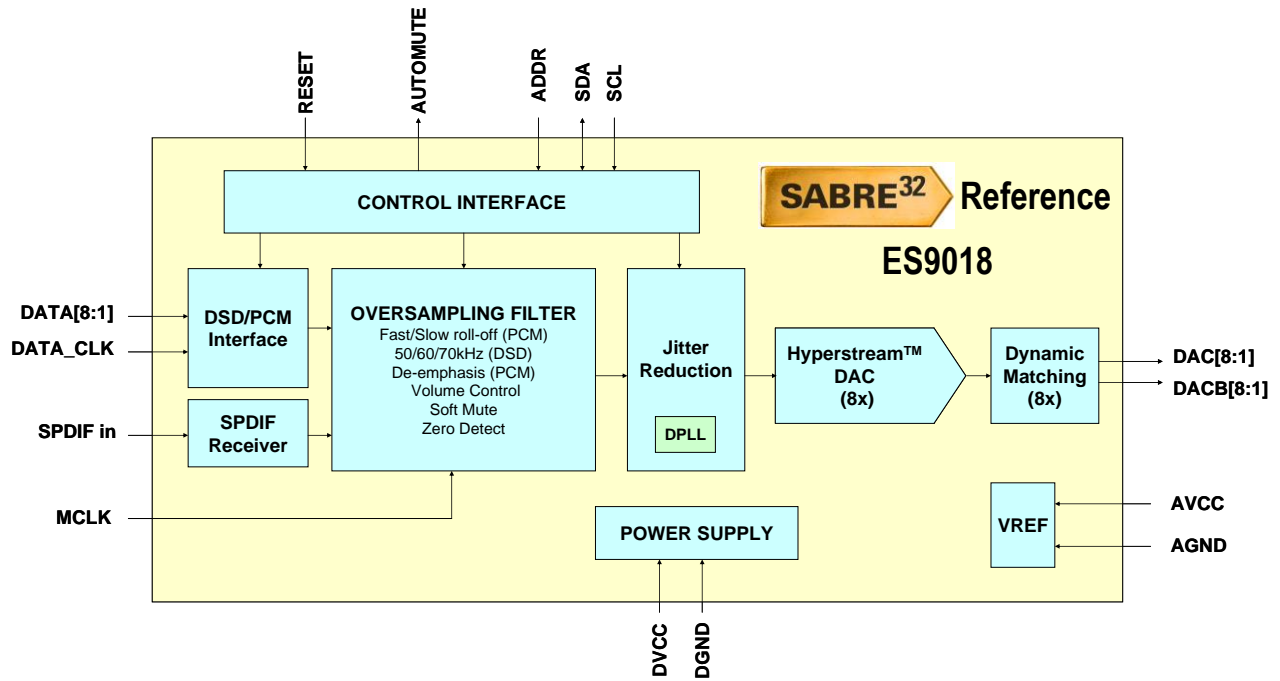 RESET
AUTOMUTE
ADDR
SDA
SCL
CONTROL INTERFACE
SABRE32 Reference
ES9018
DATA[8:1]
DATA_CLK
DSD/PCM
Interface
OVERSAMPLING FILTER
Fast/Slow roll-off (PCM)
50/60/70kHz (DSD)
De-emphasis (PCM)
Volume Control
Soft Mute
Zero Detect
Jitter
Reduction
DPLL
Hyperstream™
DAC
(8x)
Dynamic
Matching
(8x)
DAC[8:1]
DACB[8:1]
SPDIF in
SPDIF
Receiver
MCLK
POWER SUPPLY
VREF
AVCC
AGND
DVCC
DGND